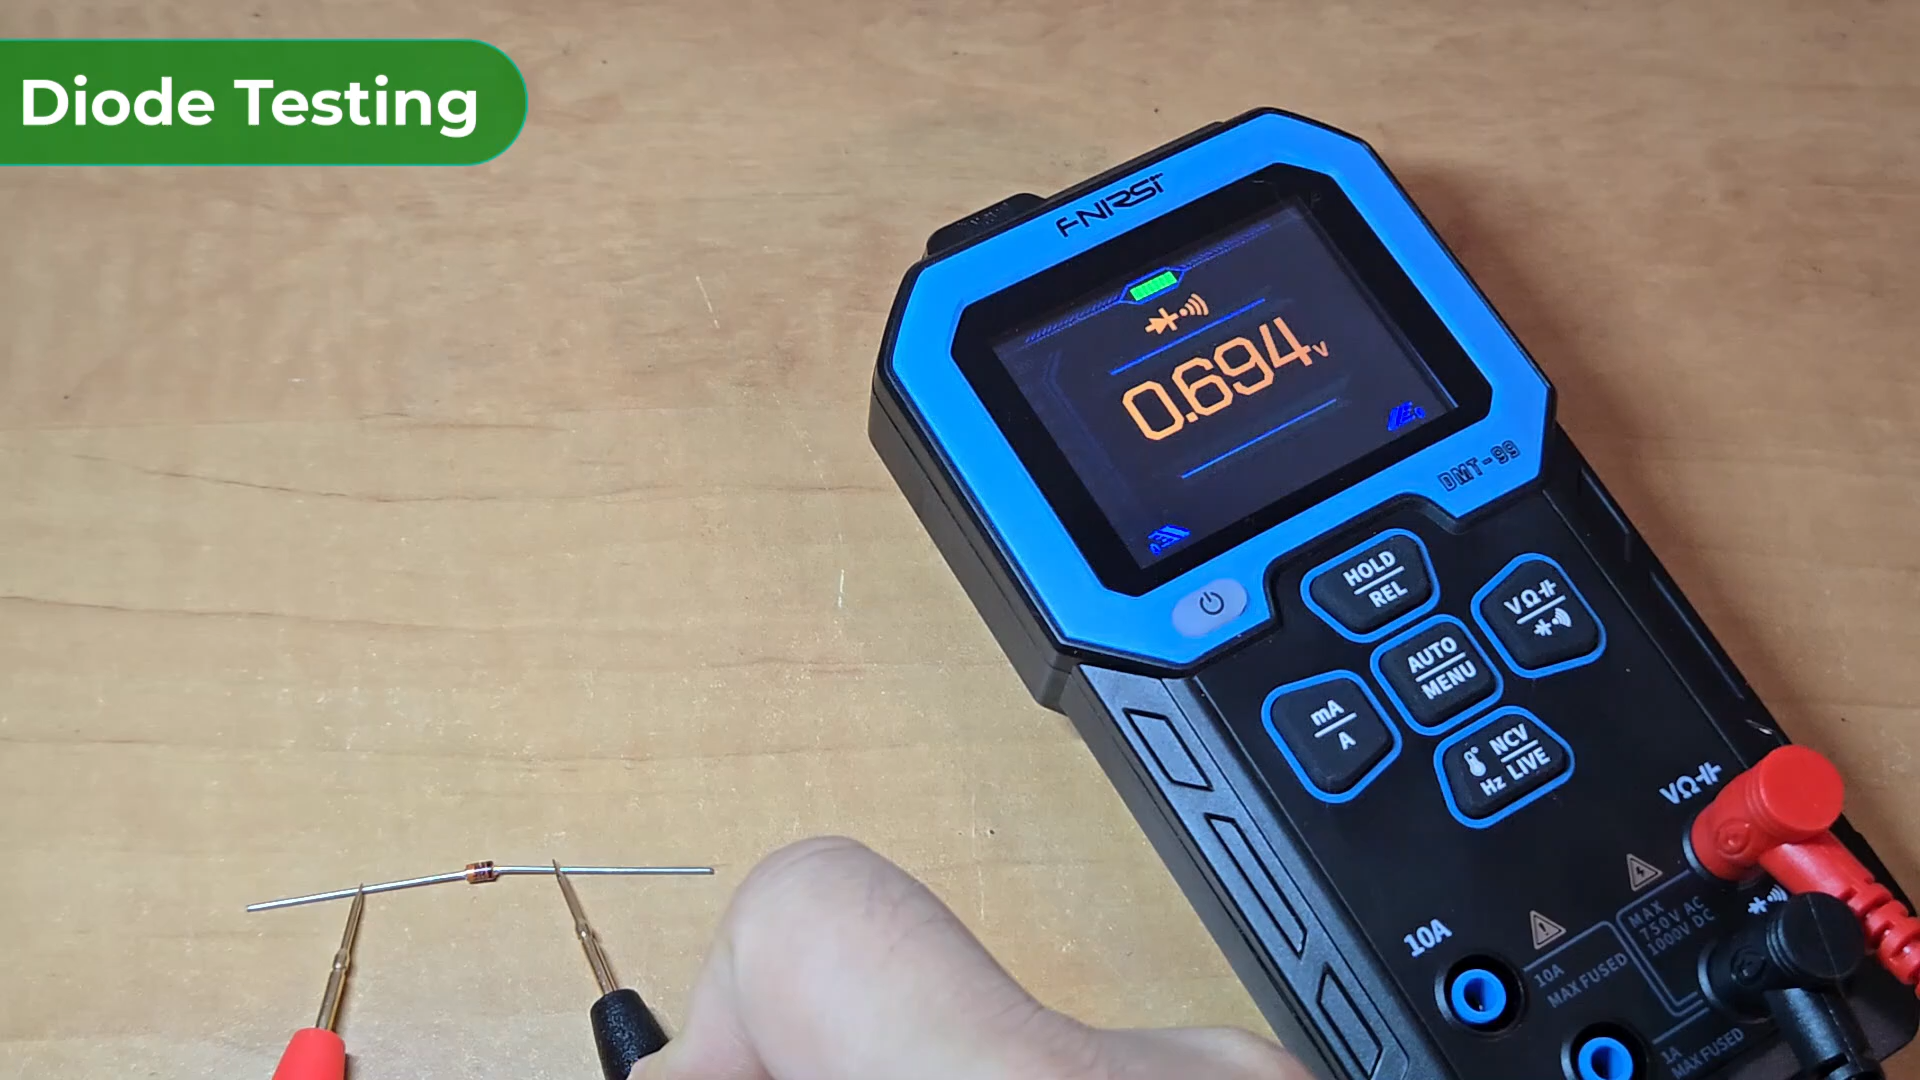 Diode Testing
FNIRSI
0.694V
DMT-99
HOLD
REL
VΩ
AUTO
MENU
mA
A
NCV
Hz LIVE
VΩ
10A
10A
MAX FUSED
MAX
750V AC
1000V DC
1A
MAX FUSED